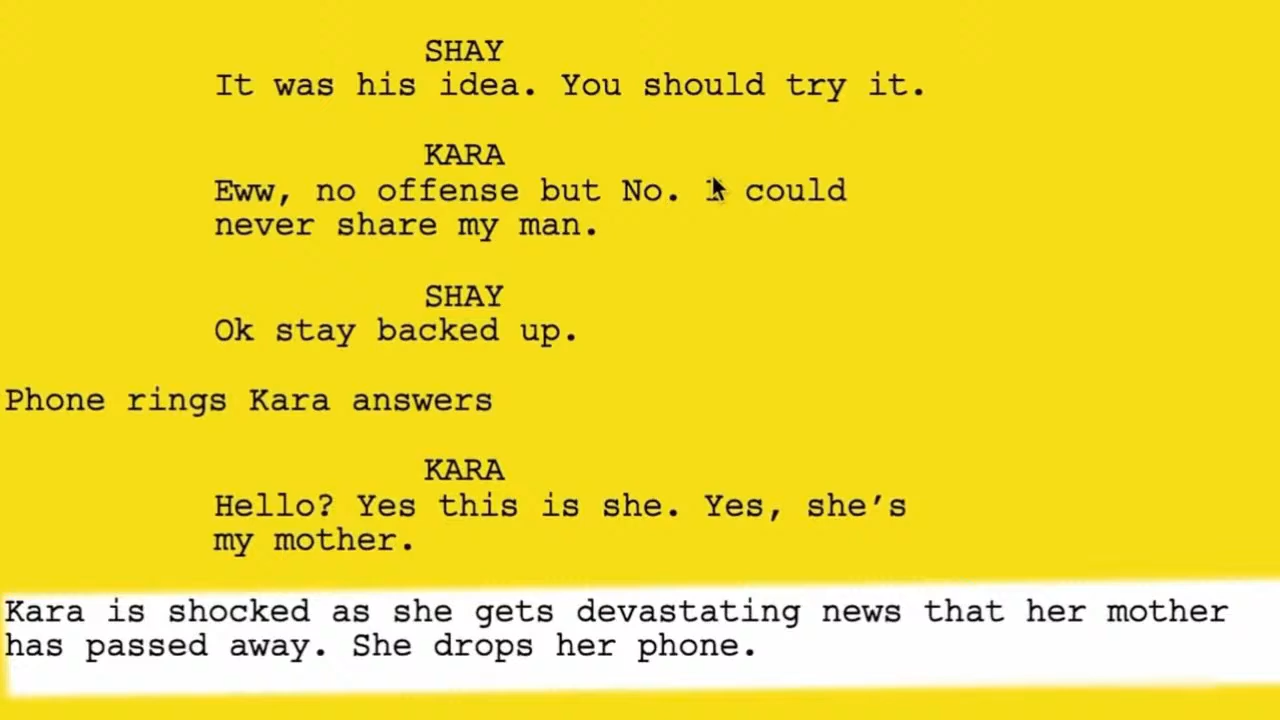 SHAY
It was his idea. You should try it.
KARA
Eww, no offense but No. I could
never share my man.
SHAY
Ok stay backed up.
Phone rings Kara answers
KARA
Hello? Yes this is she. Yes, she’s
my mother.
Kara is shocked as she gets devastating news that her mother
has passed away. She drops her phone.